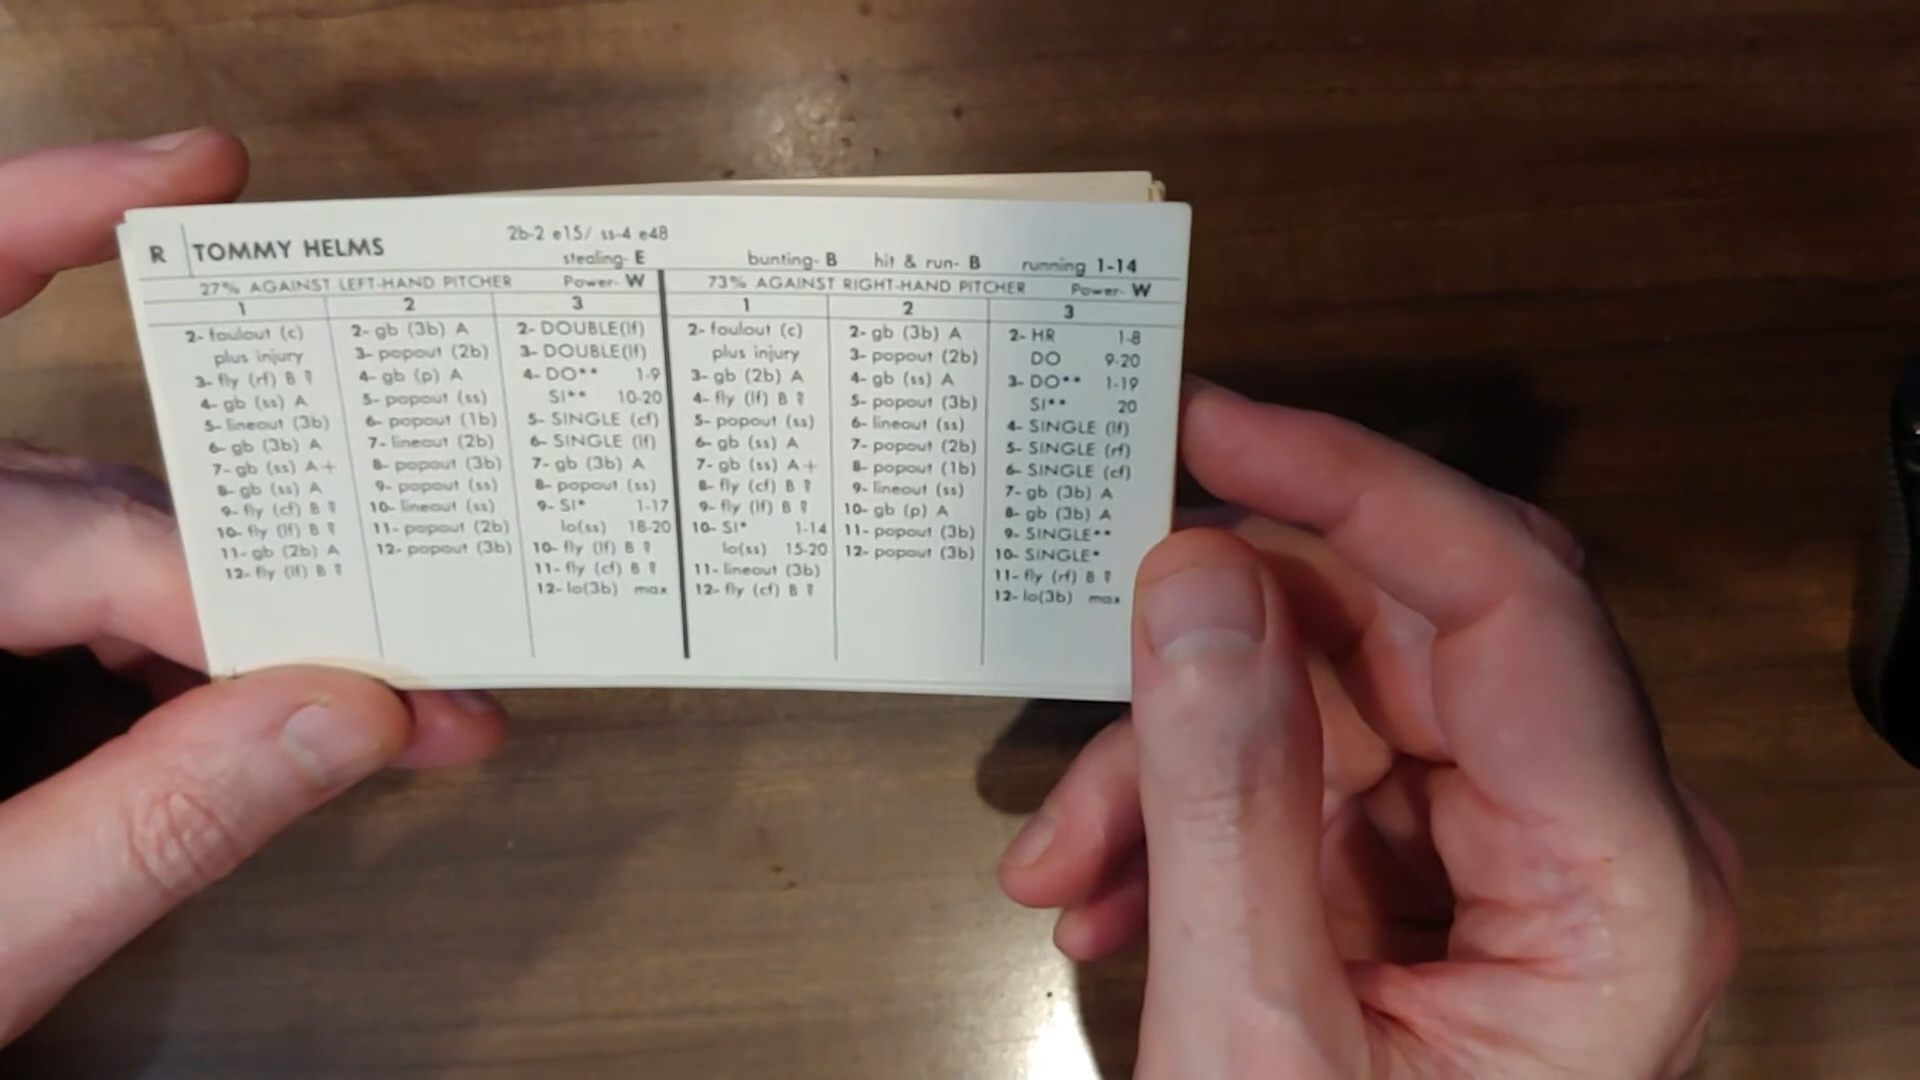 R TOMMY HELMS 2b-2 e15/ ss-4 e48
stealing- E bunting- B hit & run- B running 1-14
27% AGAINST LEFT-HAND PITCHER Power- W
1
2- foulout (c)
plus injury
3- fly (rf) B ?
4- gb (ss) A
5- lineout (3b)
6- gb (3b) A
7- gb (ss) A+
8- gb (ss) A
9- fly (cf) B ?
10- fly (lf) B ?
11- gb (2b) A
12- fly (lf) B ?
2
2- gb (3b) A
3- popout (2b)
4- gb (p) A
5- popout (ss)
6- popout (1b)
7- lineout (2b)
8- popout (3b)
9- popout (ss)
10- lineout (ss)
11- popout (2b)
12- popout (3b)
3
2- DOUBLE(lf)
3- DOUBLE(lf)
4- DO** 1-9
SI** 10-20
5- SINGLE (cf)
6- SINGLE (lf)
7- gb (3b) A
8- popout (ss)
9- SI* 1-17
lo(ss) 18-20
10- fly (lf) B ?
11- fly (cf) B ?
12- lo(3b) max
73% AGAINST RIGHT-HAND PITCHER Power- W
1
2- foulout (c)
plus injury
3- gb (2b) A
4- fly (lf) B ?
5- popout (ss)
6- gb (ss) A
7- gb (ss) A+
8- fly (cf) B ?
9- fly (lf) B ?
10- SI* 1-14
lo(ss) 15-20
11- lineout (3b)
12- fly (cf) B ?
2
2- gb (3b) A
3- popout (2b)
4- gb (ss) A
5- popout (3b)
6- lineout (ss)
7- popout (2b)
8- popout (1b)
9- lineout (ss)
10- gb (p) A
11- popout (3b)
12- popout (3b)
3
2- HR 1-8
DO 9-20
3- DO** 1-19
SI** 20
4- SINGLE (lf)
5- SINGLE (rf)
6- SINGLE (cf)
7- gb (3b) A
8- gb (3b) A
9- SINGLE**
10- SINGLE*
11- fly (rf) B ?
12- lo(3b) max